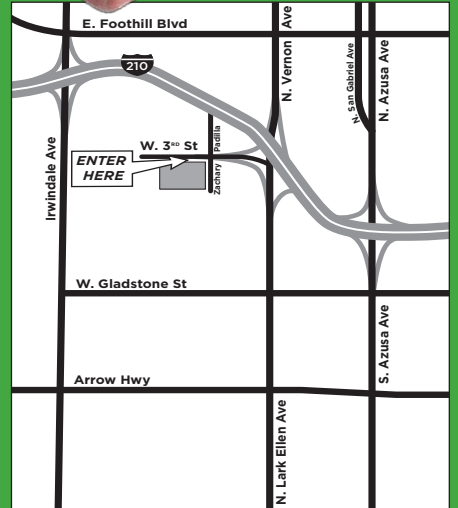 E. Foothill Blvd
N. Vernon Ave
N. San Gabriel Ave
N. Azusa Ave
210
Irwindale Ave
W. 3RD St
Zachary Padilla
ENTER
HERE
W. Gladstone St
S. Azusa Ave
Arrow Hwy
N. Lark Ellen Ave